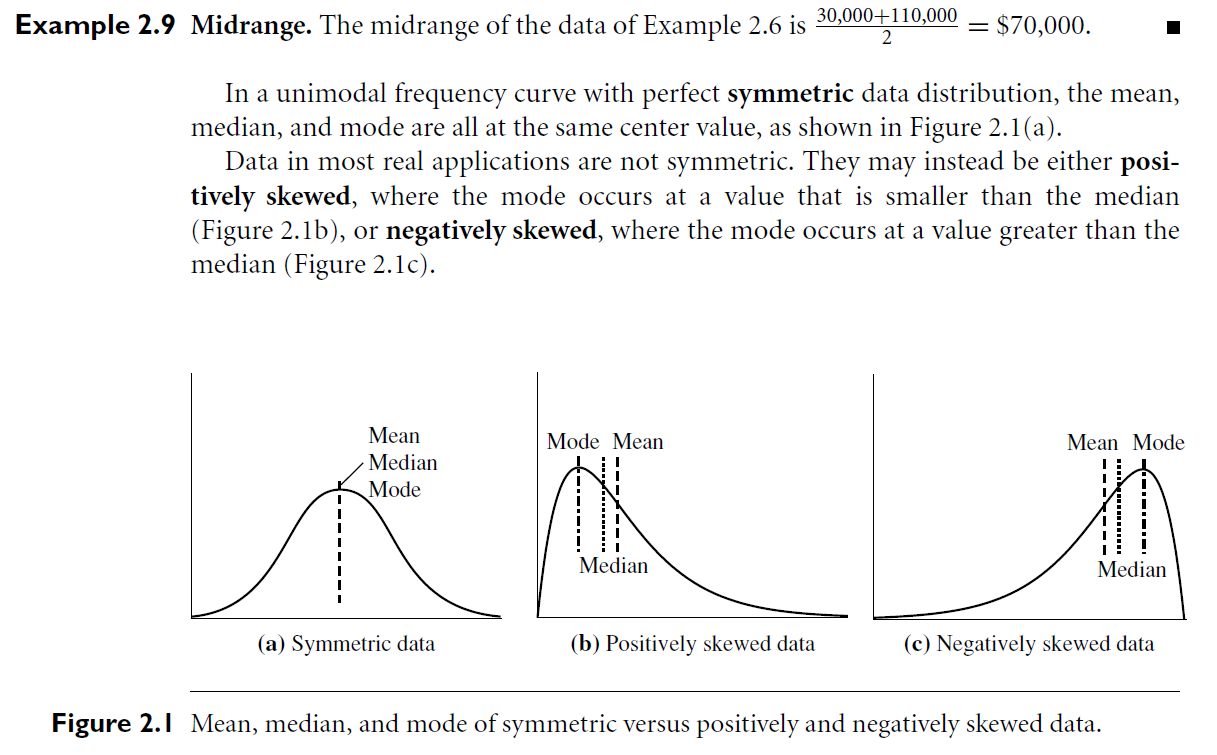 Example 2.9 Midrange. The midrange of the data of Example 2.6 is 30,000+110,000/2 = $70,000. ■
In a unimodal frequency curve with perfect symmetric data distribution, the mean,
median, and mode are all at the same center value, as shown in Figure 2.1(a).
Data in most real applications are not symmetric. They may instead be either posi-
tively skewed, where the mode occurs at a value that is smaller than the median
(Figure 2.1b), or negatively skewed, where the mode occurs at a value greater than the
median (Figure 2.1c).
Mean
Median
Mode
(a) Symmetric data
Mode Mean
Median
(b) Positively skewed data
Mean Mode
Median
(c) Negatively skewed data
Figure 2.1 Mean, median, and mode of symmetric versus positively and negatively skewed data.